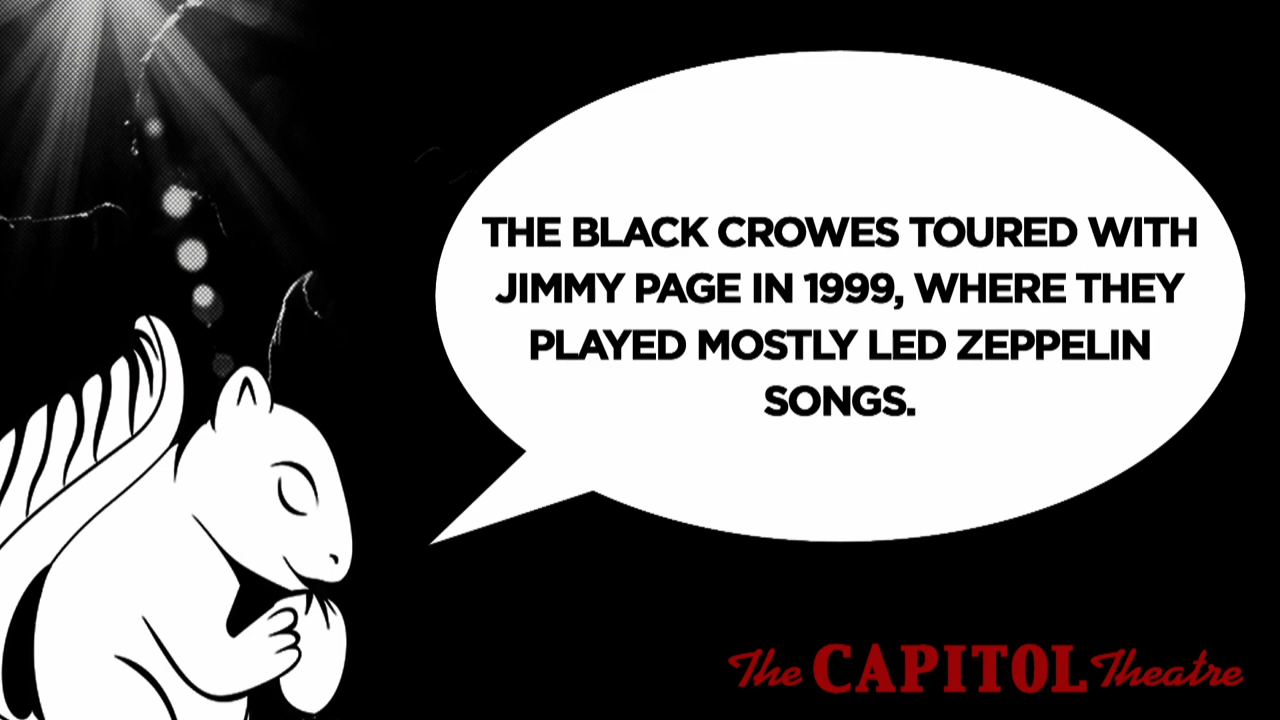 THE BLACK CROWES TOURED WITH
JIMMY PAGE IN 1999, WHERE THEY
PLAYED MOSTLY LED ZEPPELIN
SONGS.
The CAPITOL Theatre